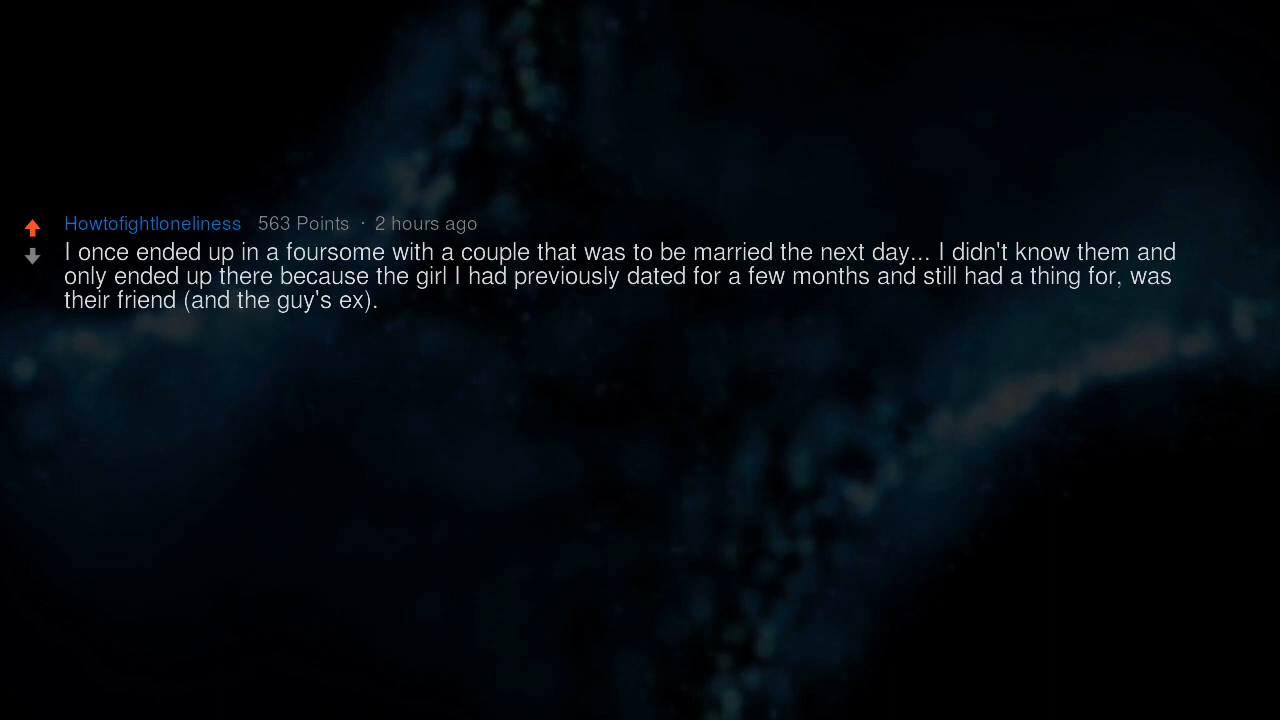 Howtofightloneliness 563 Points · 2 hours ago
I once ended up in a foursome with a couple that was to be married the next day... I didn't know them and
only ended up there because the girl I had previously dated for a few months and still had a thing for, was
their friend (and the guy's ex).